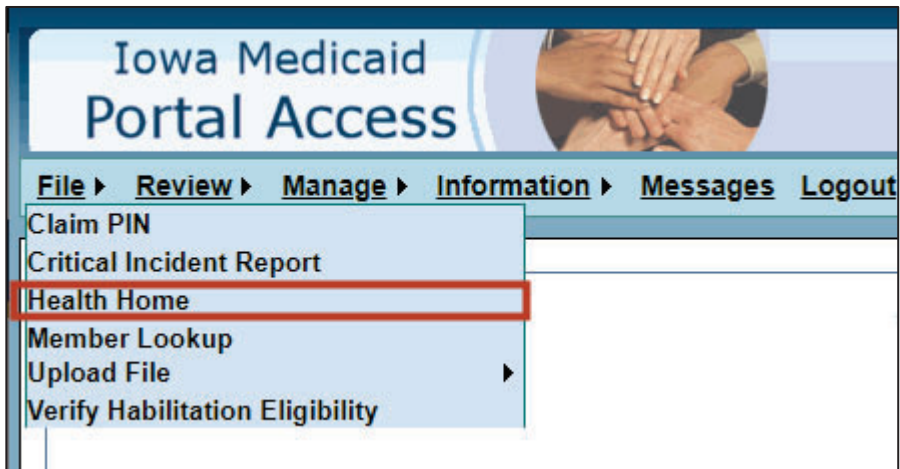 Iowa Medicaid
Portal Access
File Review Manage Information Messages Logout
Claim PIN
Critical Incident Report
Health Home
Member Lookup
Upload File
Verify Habilitation Eligibility